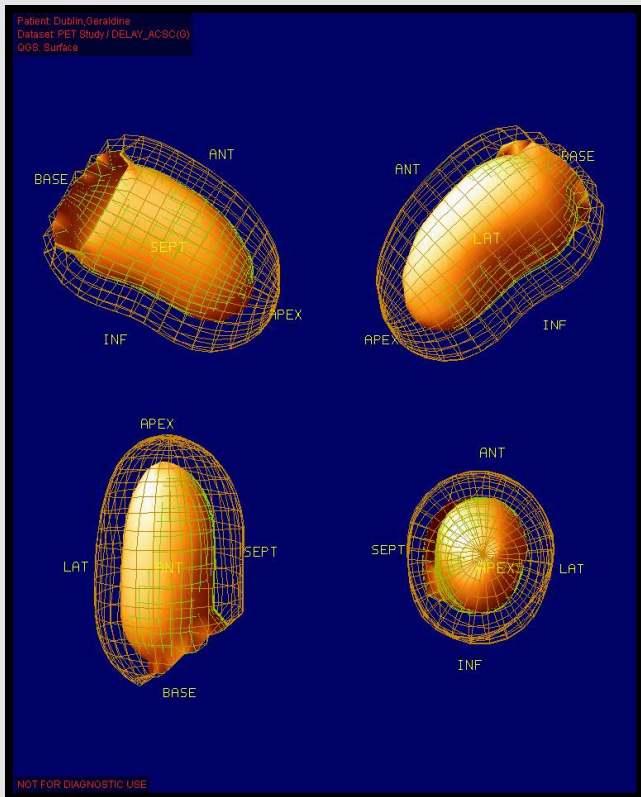 Patient: Dublin,Geraldine
Dataset: PET Study / DELAY_ACSC(G)
QGS: Surface
ANT
BASE
SEPT
APEX
INF
ANT
BASE
LAT
APEX
INF
APEX
LAT
ANT
SEPT
BASE
ANT
SEPT
APEX
LAT
INF
NOT FOR DIAGNOSTIC USE